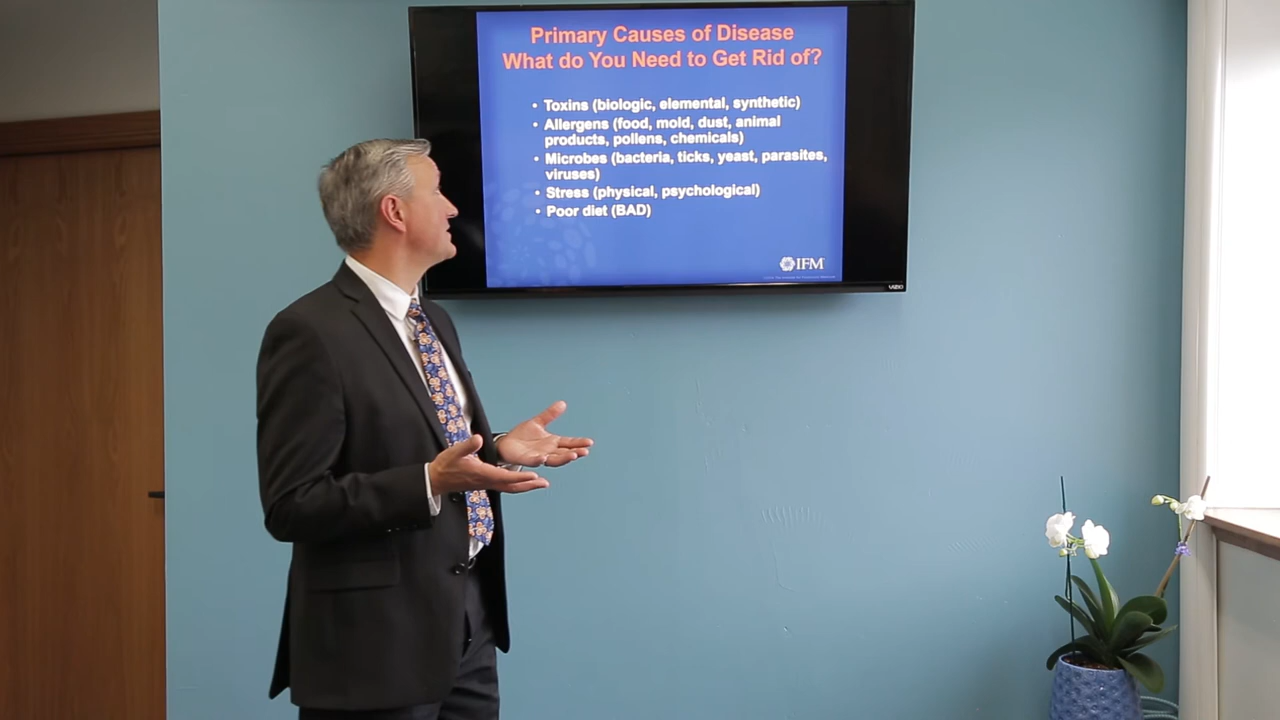 Primary Causes of Disease
What do You Need to Get Rid of?
• Toxins (biologic, elemental, synthetic)
• Allergens (food, mold, dust, animal
products, pollens, chemicals)
• Microbes (bacteria, ticks, yeast, parasites,
viruses)
• Stress (physical, psychological)
• Poor diet (BAD)
IFM
VIZIO